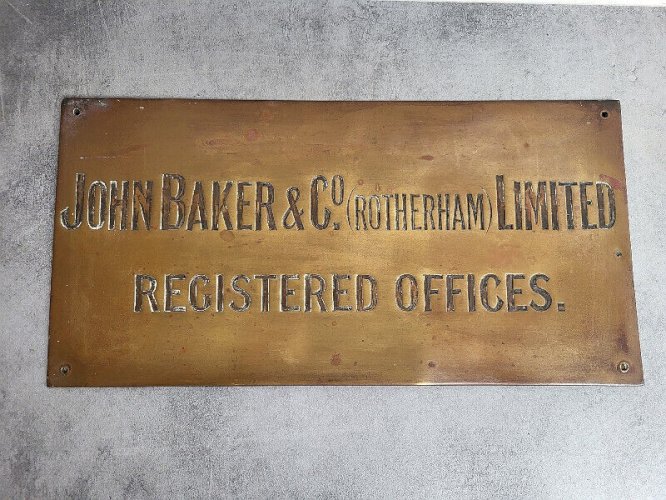 JOHN BAKER & Cº. (ROTHERHAM) LIMITED
REGISTERED OFFICES.